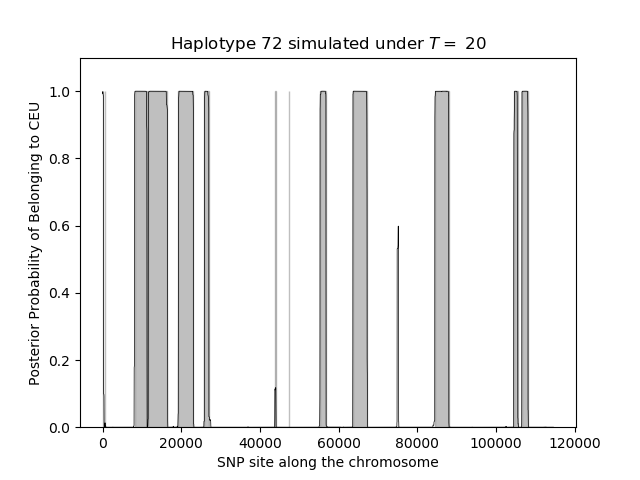 Haplotype 72 simulated under T = 20
Posterior Probability of Belonging to CEU
1.0
0.8
0.6
0.4
0.2
0.0
0 20000 40000 60000 80000 100000 120000
SNP site along the chromosome